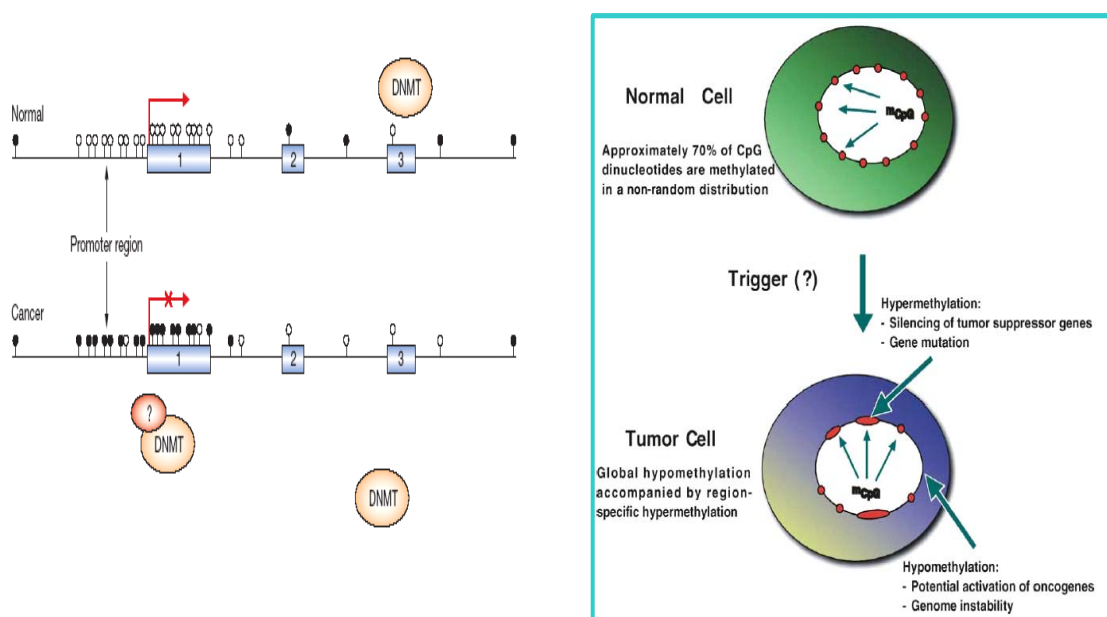 DNMT
Normal
1
2
3
Promoter region
Cancer
1
2
3
?
DNMT
DNMT
Normal Cell
mCpG
Approximately 70% of CpG
dinucleotides are methylated
in a non-random distribution
Trigger (?)
Hypermethylation:
- Silencing of tumor suppressor genes
- Gene mutation
Tumor Cell
Global hypomethylation
accompanied by region-
specific hypermethylation
mCpG
Hypomethylation:
- Potential activation of oncogenes
- Genome instability